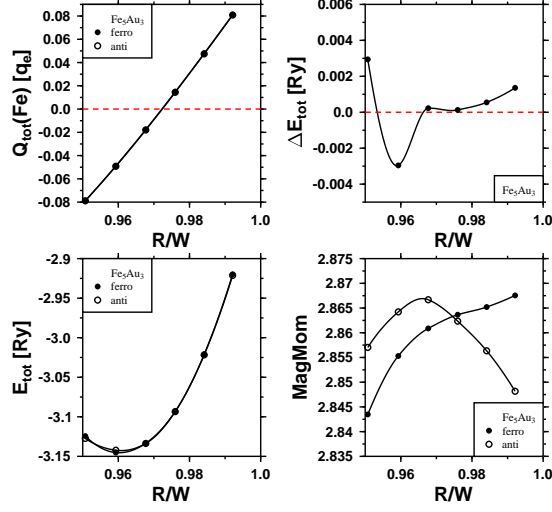 Q_tot(Fe) [q_e]
0.08
0.06
0.04
0.02
0.0
-0.02
-0.04
-0.06
-0.08
Fe₅Au₃
ferro
anti
0.96
0.98
1.0
R/W
ΔE_tot [Ry]
0.006
0.004
0.002
0.0
-0.002
-0.004
Fe₅Au₃
0.96
0.98
1.0
R/W
E_tot [Ry]
-2.9
-2.95
-3.0
-3.05
-3.1
-3.15
Fe₅Au₃
ferro
anti
0.96
0.98
1.0
R/W
MagMom
2.875
2.87
2.865
2.86
2.855
2.85
2.845
2.84
2.835
Fe₅Au₃
ferro
anti
0.96
0.98
1.0
R/W